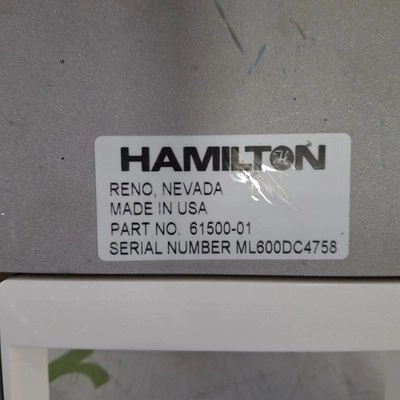 HAMILTON
RENO, NEVADA
MADE IN USA
PART NO. 61500-01
SERIAL NUMBER ML600DC4758